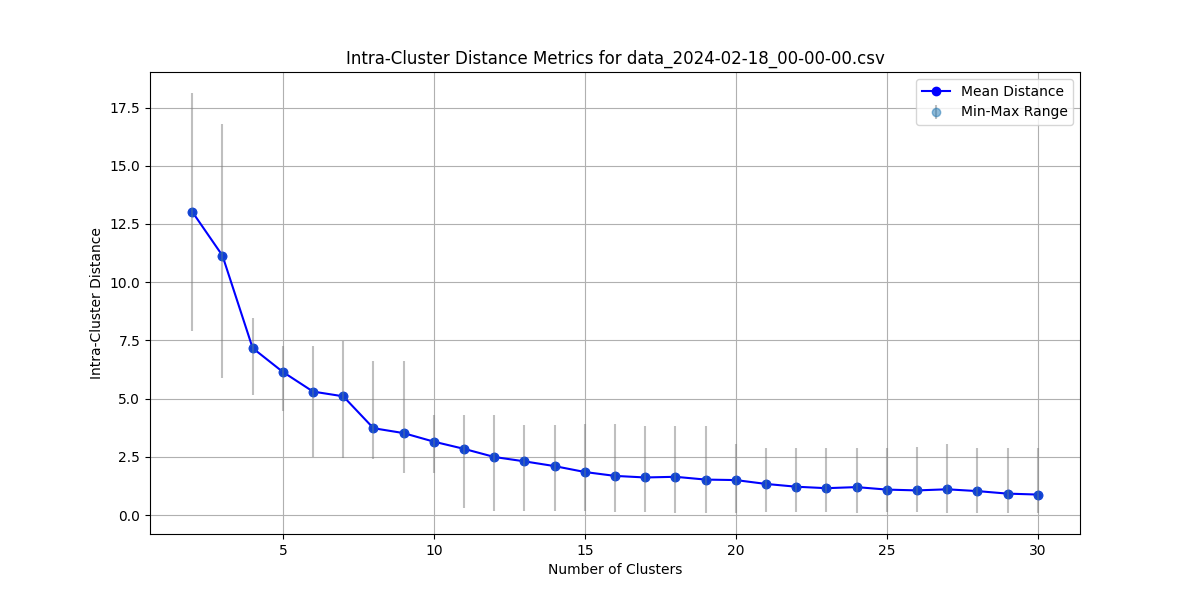 Intra-Cluster Distance Metrics for data_2024-02-18_00-00-00.csv
Mean Distance
Min-Max Range
Intra-Cluster Distance
17.5
15.0
12.5
10.0
7.5
5.0
2.5
0.0
5 10 15 20 25 30
Number of Clusters